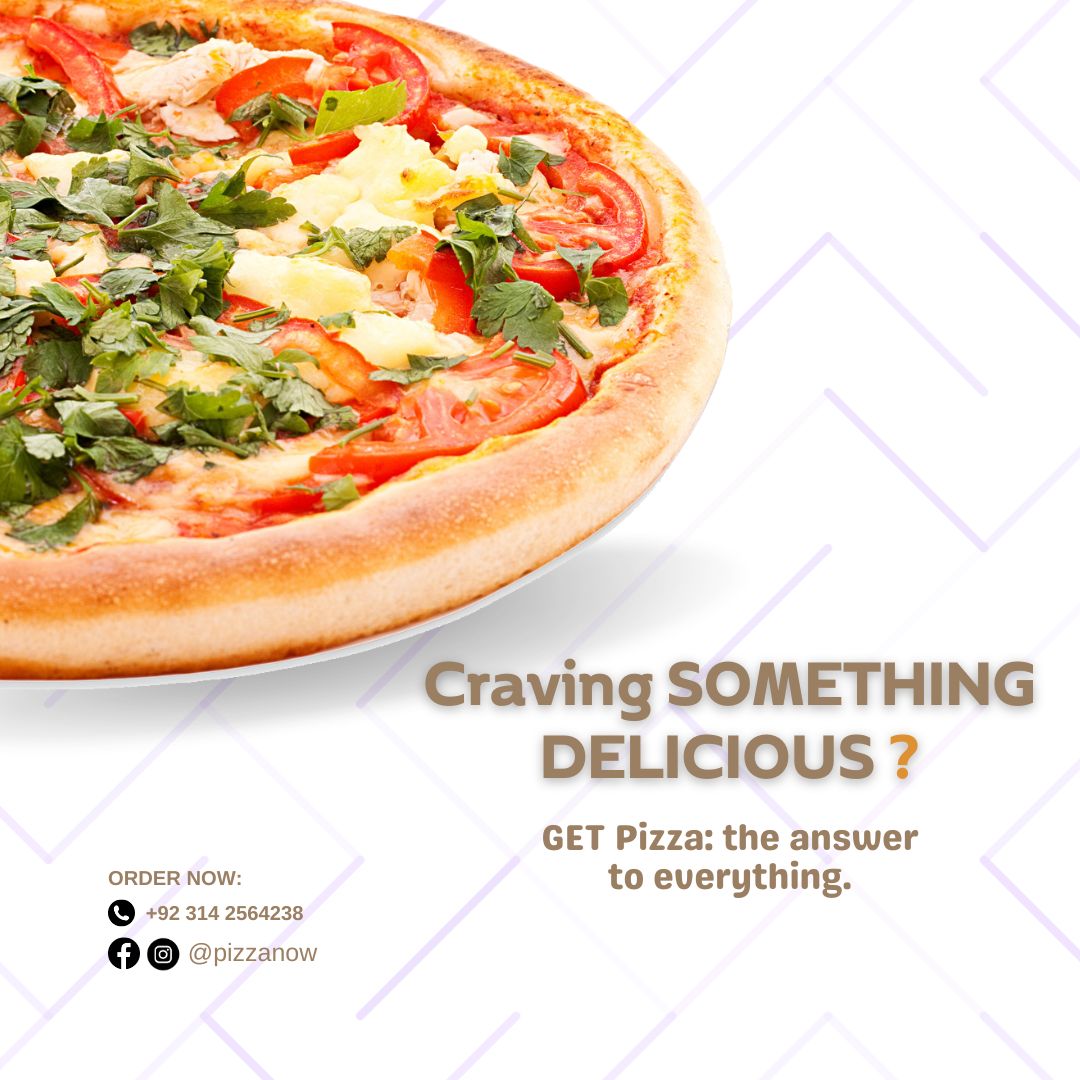 Craving SOMETHING
DELICIOUS ?
GET Pizza: the answer
to everything.
ORDER NOW:
+92 314 2564238
@pizzanow